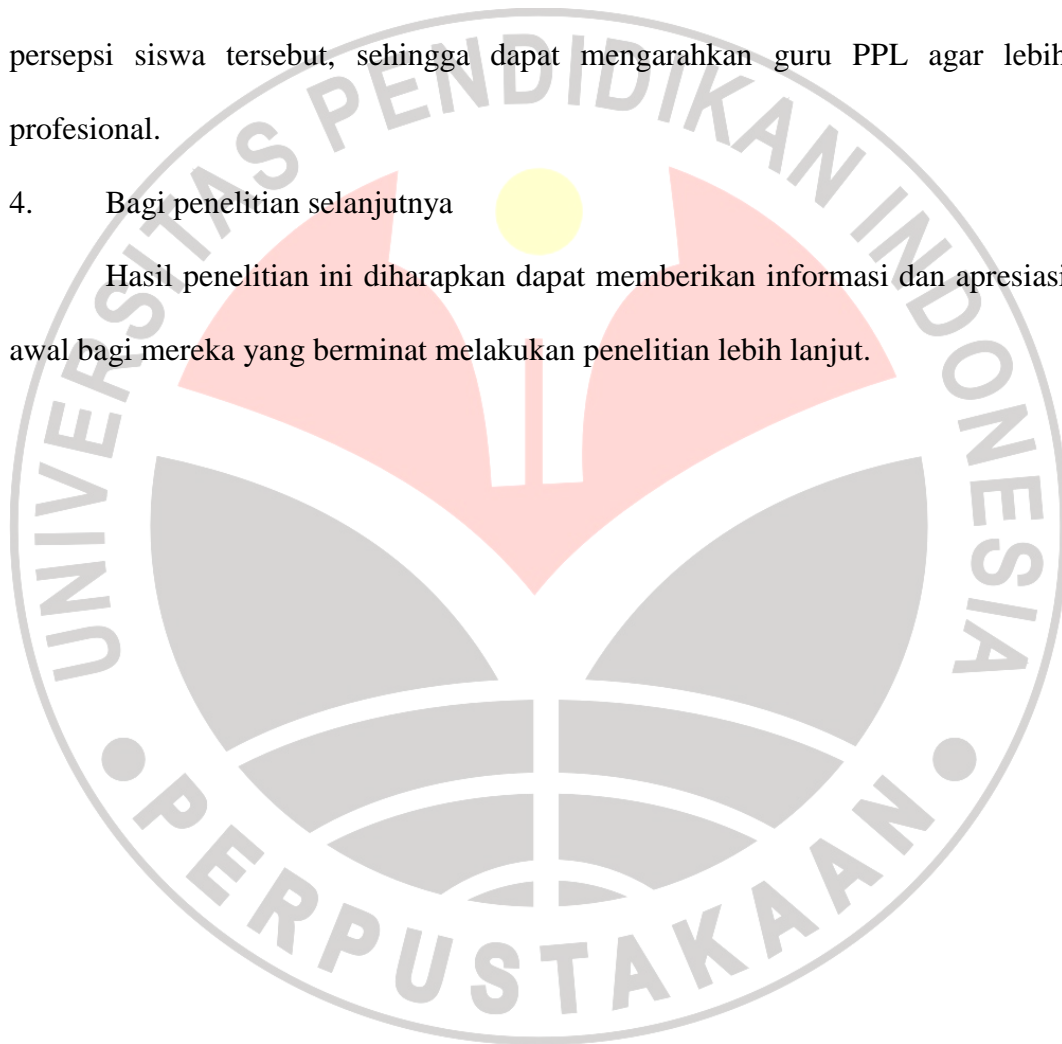 persepsi siswa tersebut, sehingga dapat mengarahkan guru PPL agar lebih
profesional.
4. Bagi penelitian selanjutnya
Hasil penelitian ini diharapkan dapat memberikan informasi dan apresiasi
awal bagi mereka yang berminat melakukan penelitian lebih lanjut.
UNIVERSITAS PENDIDIKAN INDONESIA
PERPUSTAKAAN